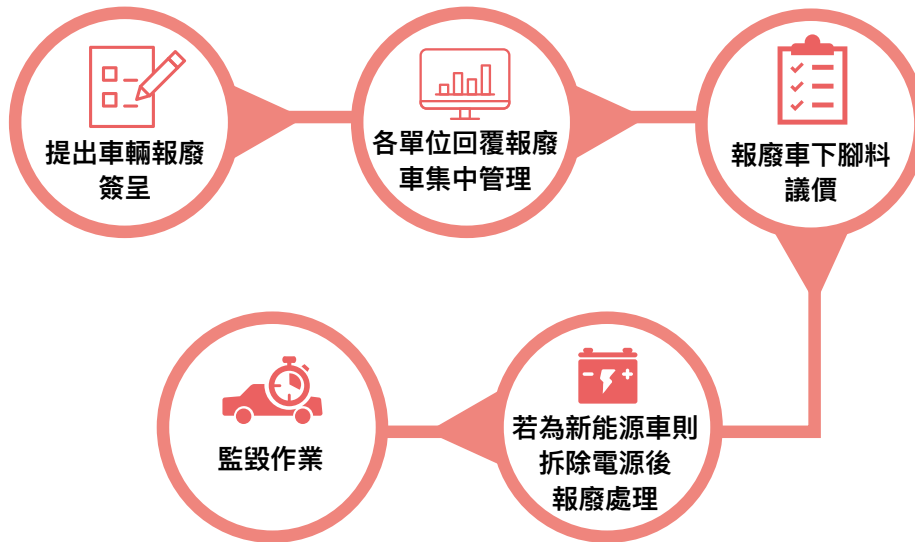 提出車輛報廢
簽呈
各單位回覆報廢
車集中管理
報廢車下腳料
議價
若為新能源車則
拆除電源後
報廢處理
監毀作業